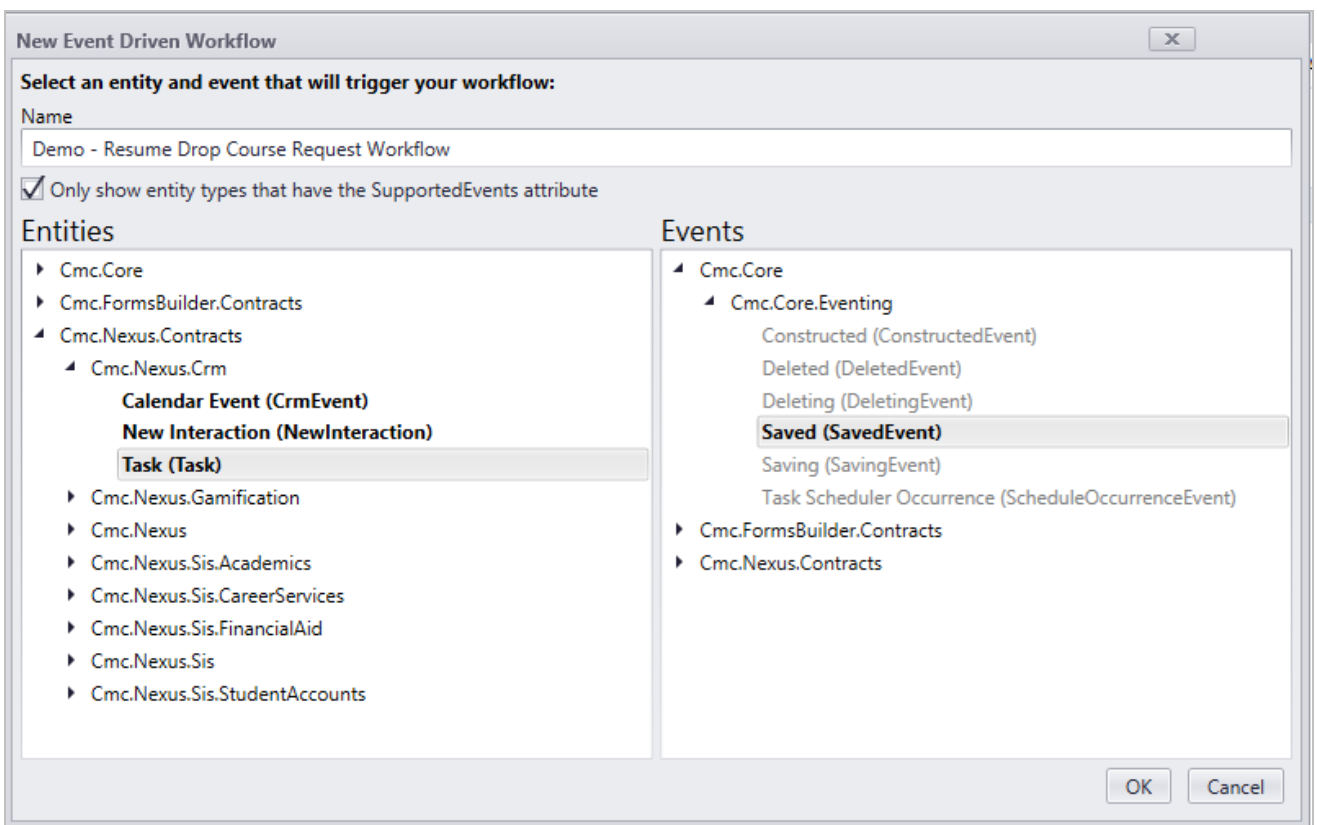 New Event Driven Workflow
x
Select an entity and event that will trigger your workflow:
Name
Demo - Resume Drop Course Request Workflow
Only show entity types that have the SupportedEvents attribute
Entities
Cmc.Core
Cmc.FormsBuilder.Contracts
Cmc.Nexus.Contracts
Cmc.Nexus.Crm
Calendar Event (CrmEvent)
New Interaction (NewInteraction)
Task (Task)
Cmc.Nexus.Gamification
Cmc.Nexus
Cmc.Nexus.Sis.Academics
Cmc.Nexus.Sis.CareerServices
Cmc.Nexus.Sis.FinancialAid
Cmc.Nexus.Sis
Cmc.Nexus.Sis.StudentAccounts
Events
Cmc.Core
Cmc.Core.Eventing
Constructed (ConstructedEvent)
Deleted (DeletedEvent)
Deleting (DeletingEvent)
Saved (SavedEvent)
Saving (SavingEvent)
Task Scheduler Occurrence (ScheduleOccurrenceEvent)
Cmc.FormsBuilder.Contracts
Cmc.Nexus.Contracts
OK
Cancel